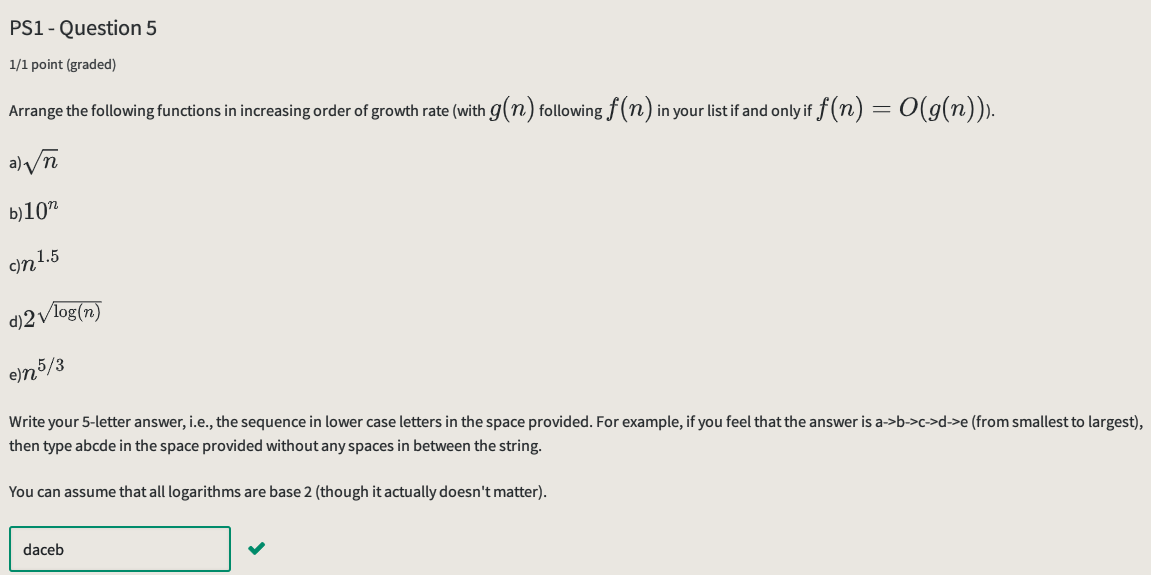 PS1 - Question 5
1/1 point (graded)
Arrange the following functions in increasing order of growth rate (with g(n) following f(n) in your list if and only if f(n) = O(g(n))).
a)√n
b)10^n
c)n^1.5
d)2^√log(n)
e)n^5/3
Write your 5-letter answer, i.e., the sequence in lower case letters in the space provided. For example, if you feel that the answer is a->b->c->d->e (from smallest to largest),
then type abcde in the space provided without any spaces in between the string.
You can assume that all logarithms are base 2 (though it actually doesn't matter).
daceb